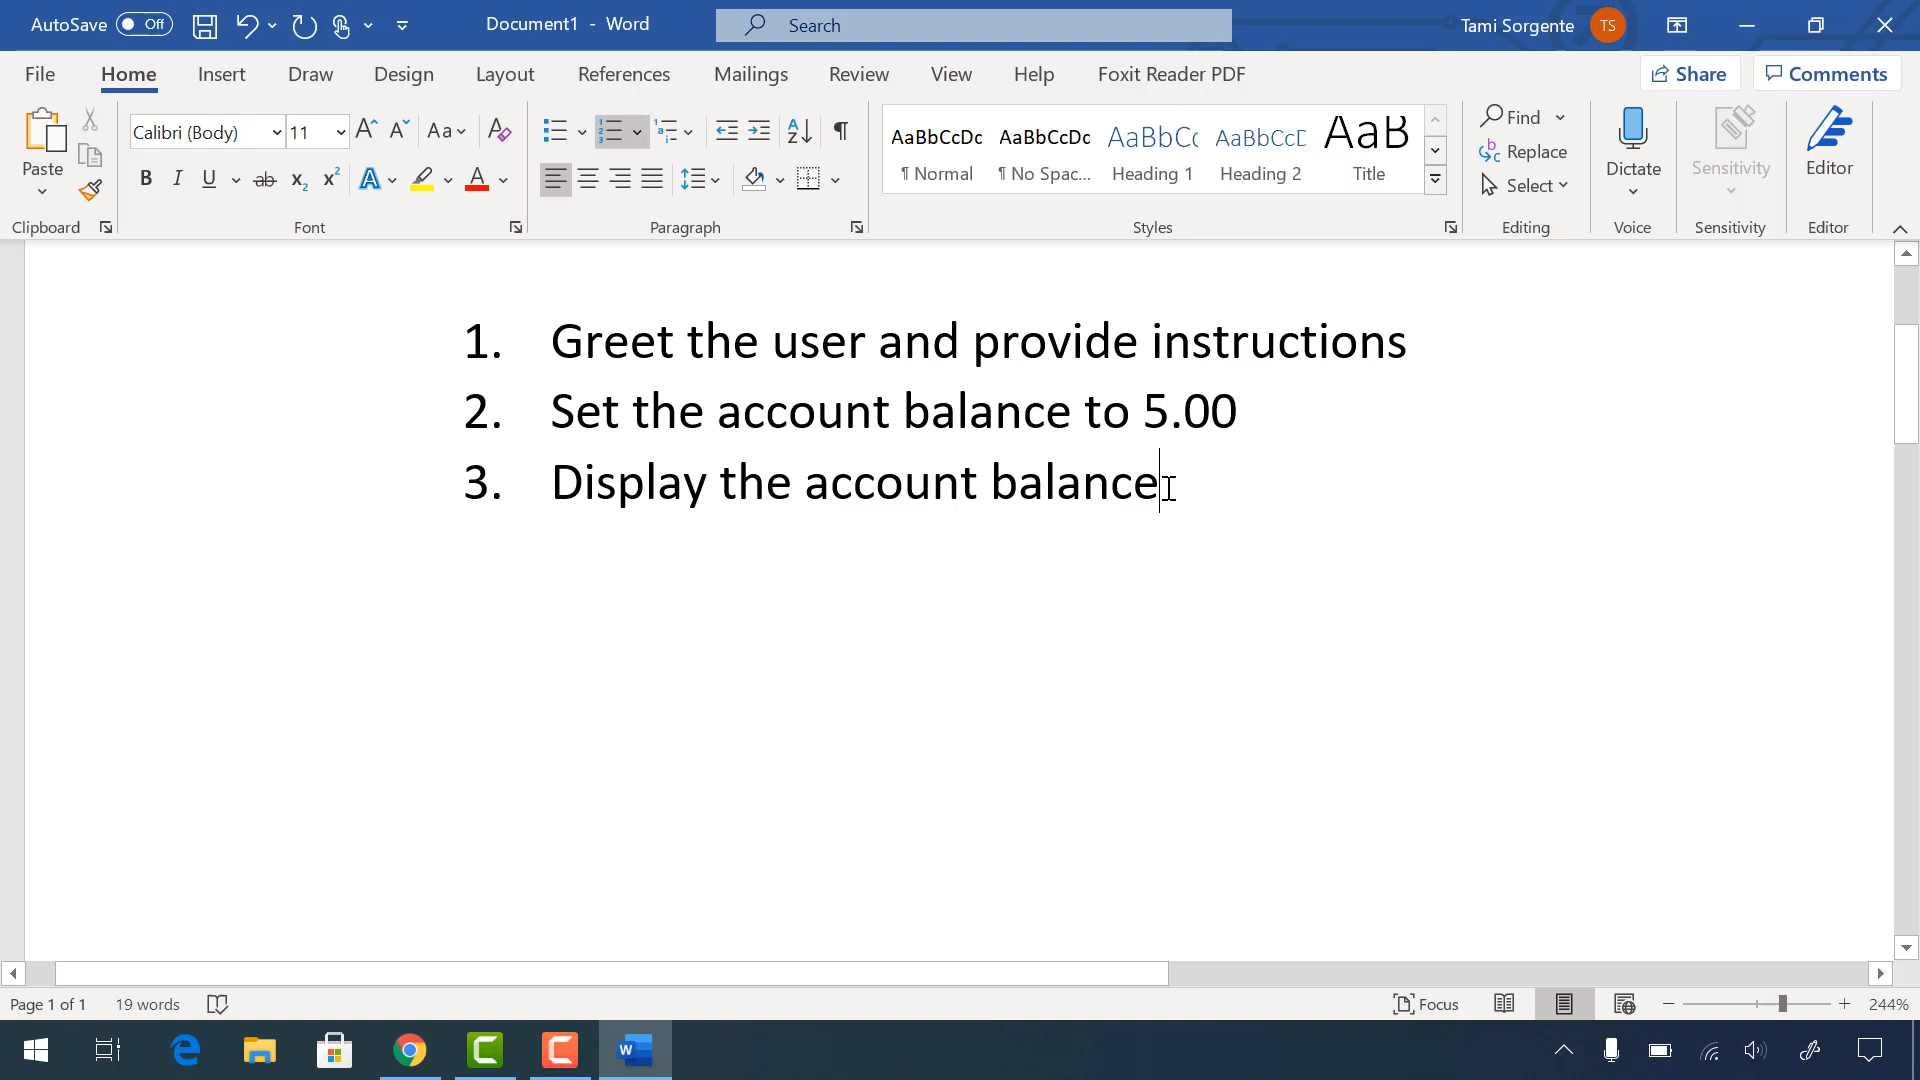 AutoSave Off Document1 - Word Search Tami Sorgente TS
File Home Insert Draw Design Layout References Mailings Review View Help Foxit Reader PDF Share Comments
Paste
Calibri (Body) 11 A A Aa A
B I U ab x2 x2 A A
AaBbCcDc AaBbCcDc AaBbCc AaBbCcD AaB
¶ Normal ¶ No Spac... Heading 1 Heading 2 Title
Find
Replace
Select
Dictate
Sensitivity
Editor
Clipboard Font Paragraph Styles Editing Voice Sensitivity Editor
1. Greet the user and provide instructions
2. Set the account balance to 5.00
3. Display the account balance
Page 1 of 1 19 words Focus 244%